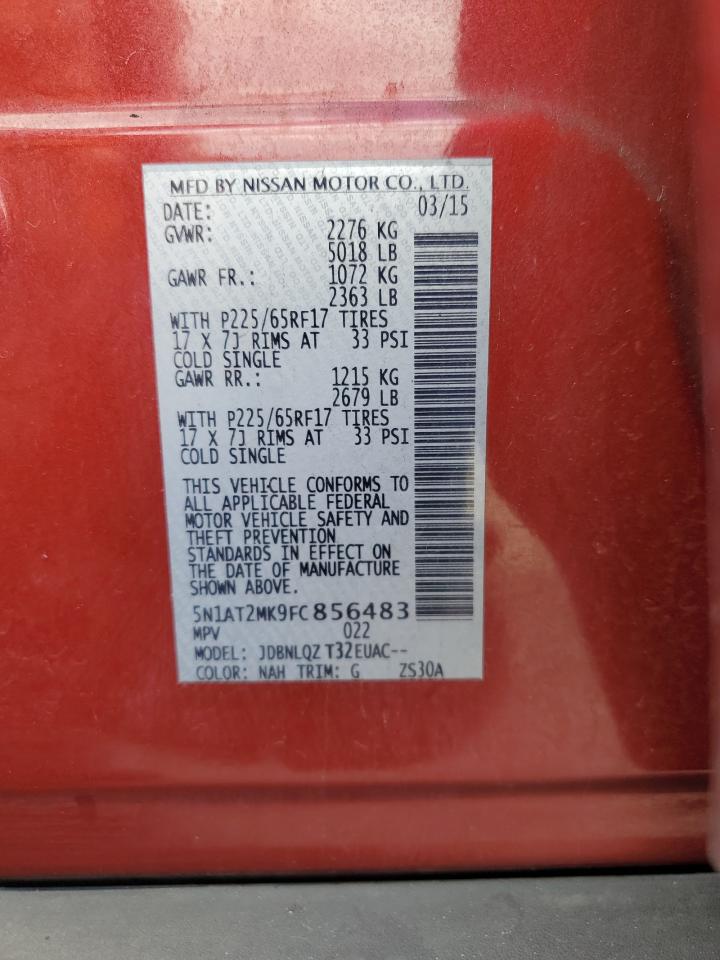 MFD BY NISSAN MOTOR CO., LTD.
DATE: 03/15
GVWR: 2276 KG
5018 LB
GAWR FR.: 1072 KG
2363 LB
WITH P225/65RF17 TIRES
17 X 7J RIMS AT 33 PSI
COLD SINGLE
GAWR RR.: 1215 KG
2679 LB
WITH P225/65RF17 TIRES
17 X 7J RIMS AT 33 PSI
COLD SINGLE
THIS VEHICLE CONFORMS TO
ALL APPLICABLE FEDERAL
MOTOR VEHICLE SAFETY AND
THEFT PREVENTION
STANDARDS IN EFFECT ON
THE DATE OF MANUFACTURE
SHOWN ABOVE.
5N1AT2MK9FC856483
MPV 022
MODEL: JDBNLQZ T32EUAC--
COLOR: NAH TRIM: G ZS30A